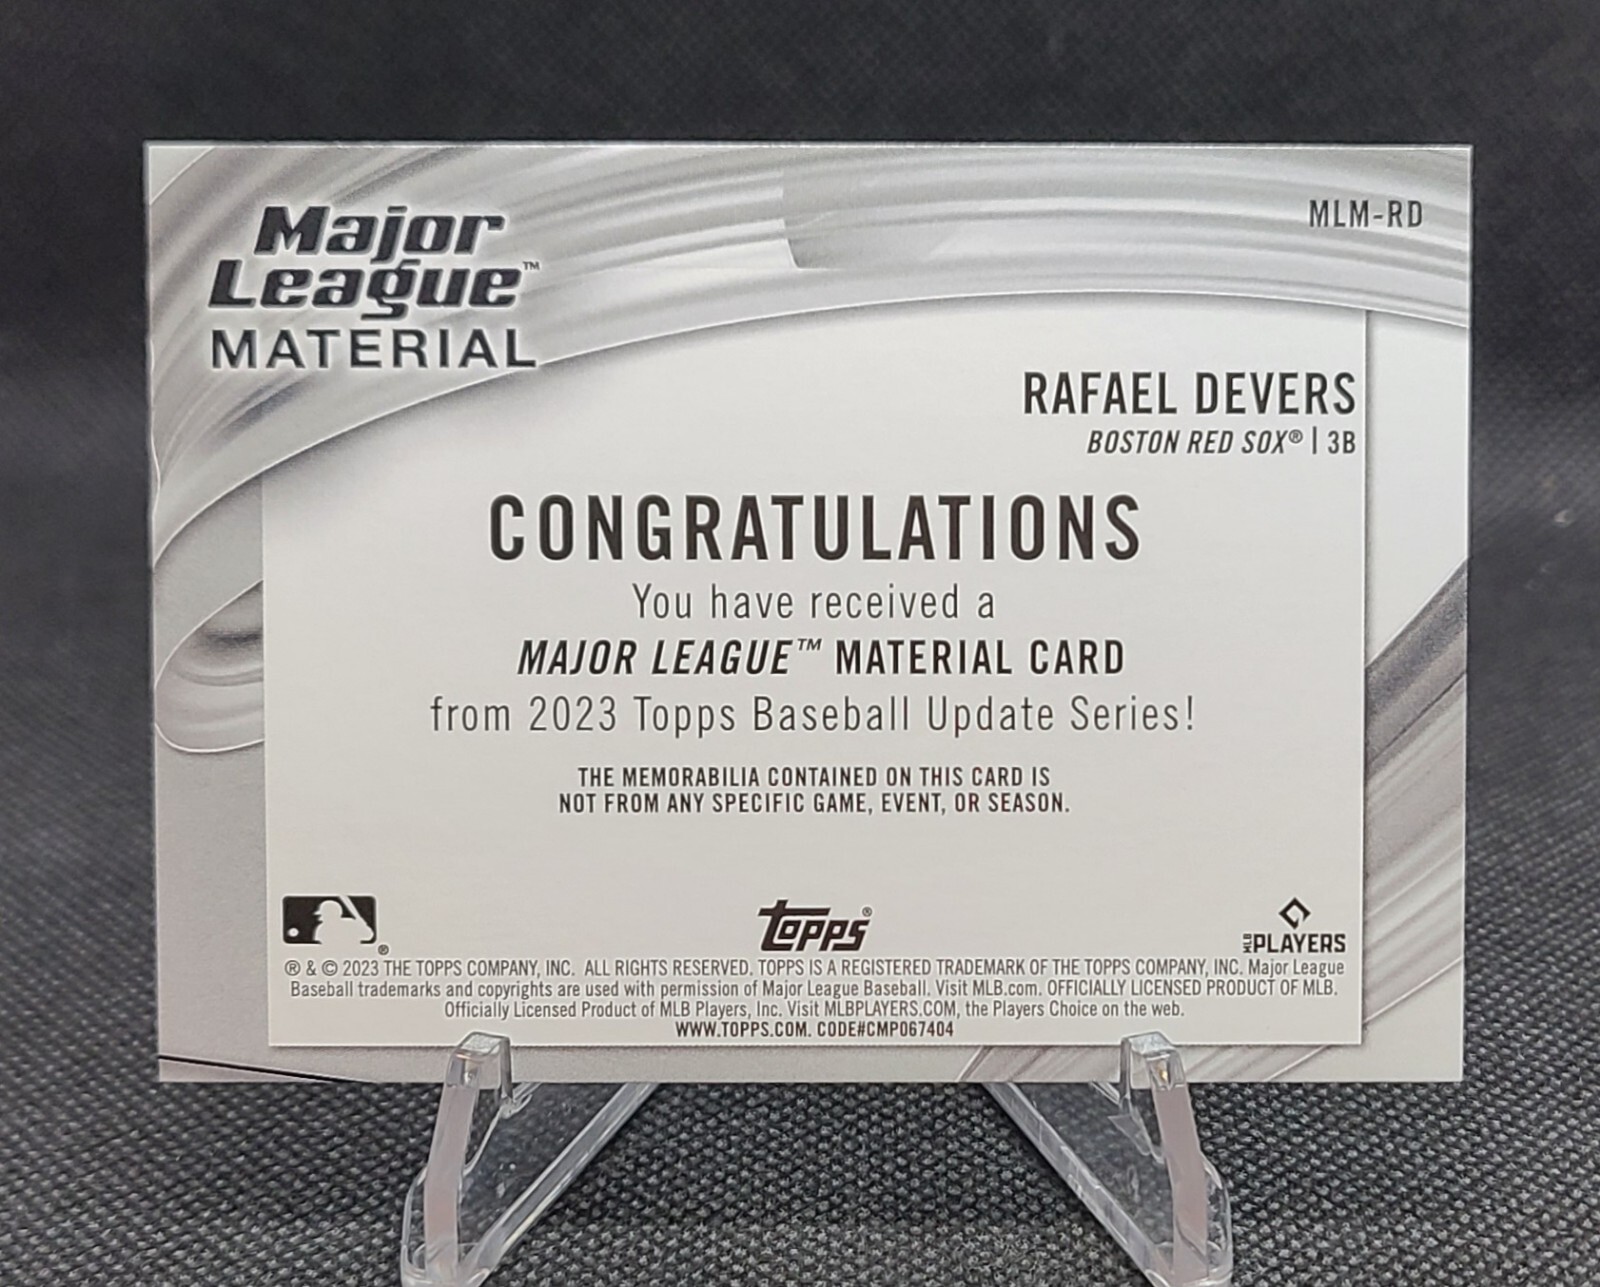 Major
League™
MATERIAL
MLM-RD
RAFAEL DEVERS
BOSTON RED SOX® | 3B
CONGRATULATIONS
You have received a
MAJOR LEAGUE™ MATERIAL CARD
from 2023 Topps Baseball Update Series!
THE MEMORABILIA CONTAINED ON THIS CARD IS
NOT FROM ANY SPECIFIC GAME, EVENT, OR SEASON.
®
Topps®
MLB PLAYERS
® & © 2023 THE TOPPS COMPANY, INC. ALL RIGHTS RESERVED. TOPPS IS A REGISTERED TRADEMARK OF THE TOPPS COMPANY, INC. Major League
Baseball trademarks and copyrights are used with permission of Major League Baseball. Visit MLB.com. OFFICIALLY LICENSED PRODUCT OF MLB.
Officially Licensed Product of MLB Players, Inc. Visit MLBPLAYERS.COM, the Players Choice on the web.
WWW.TOPPS.COM. CODE#CMP067404